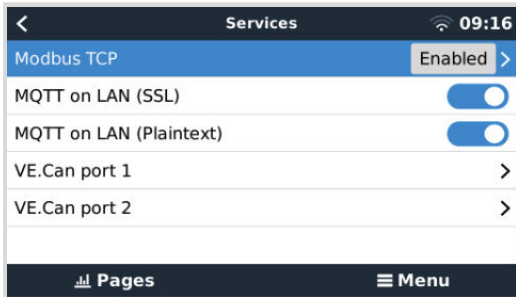 Services 09:16
Modbus TCP Enabled
MQTT on LAN (SSL)
MQTT on LAN (Plaintext)
VE.Can port 1
VE.Can port 2
Pages Menu